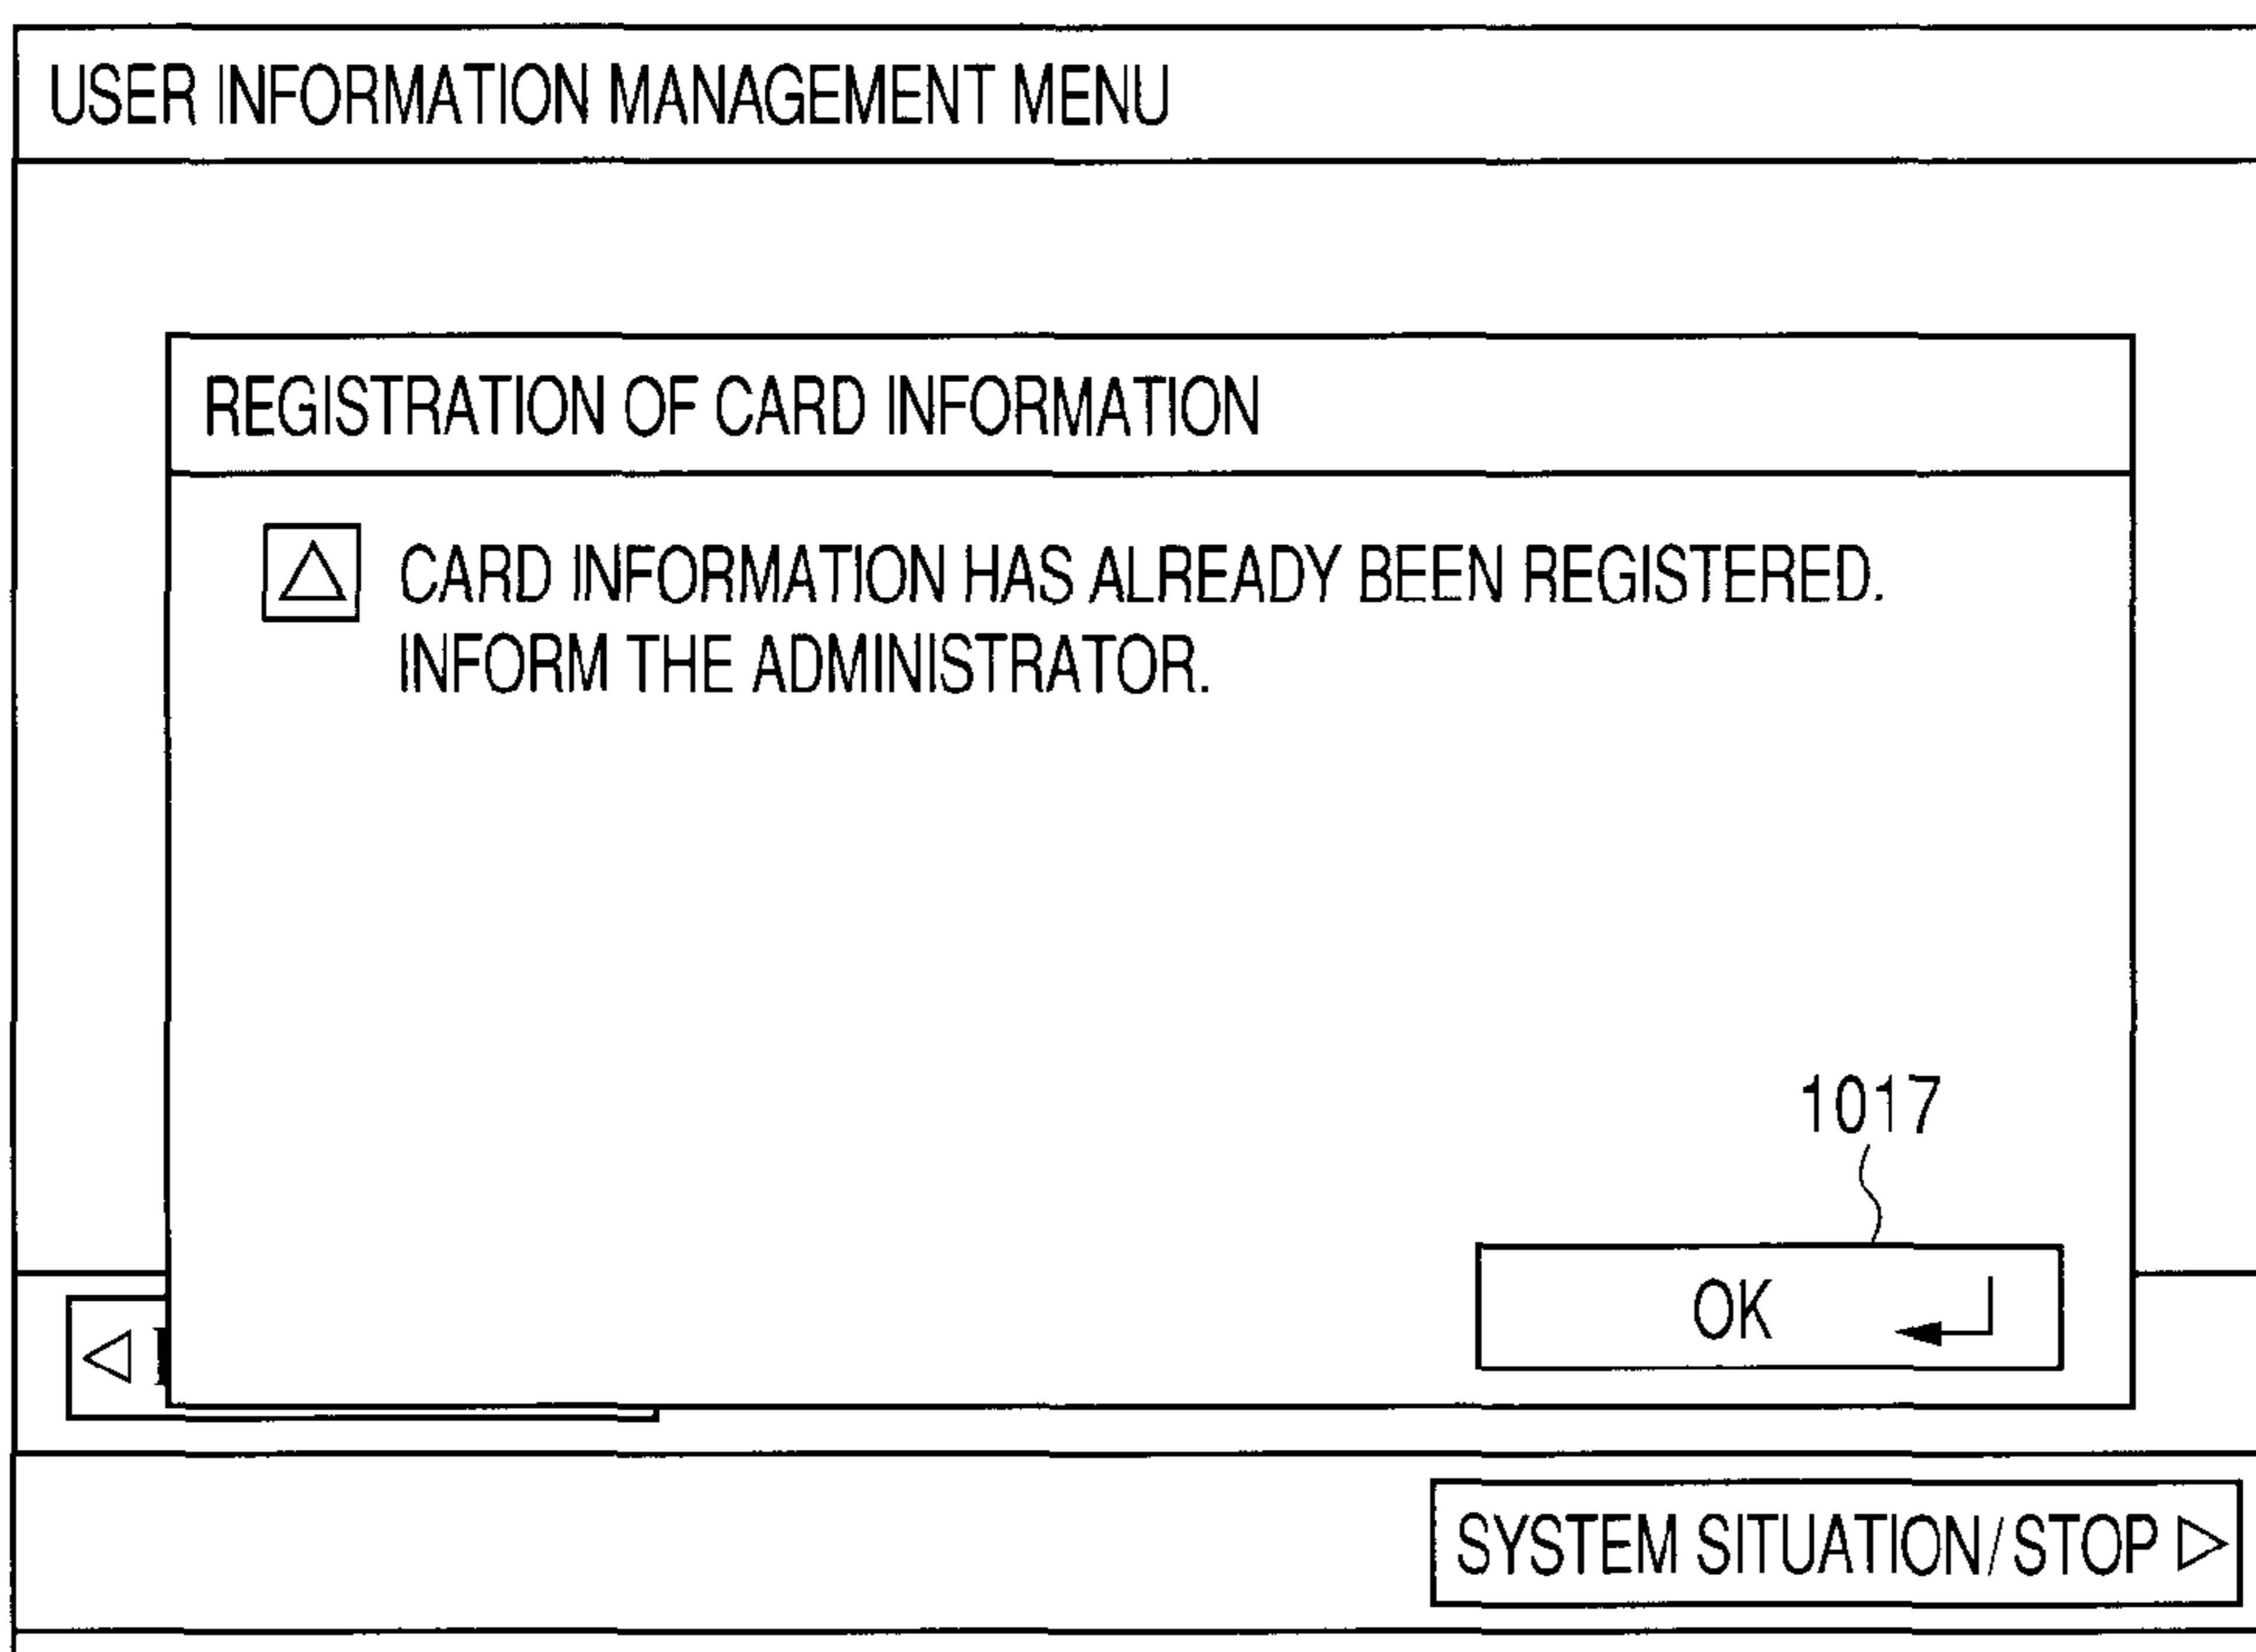 USER INFORMATION MANAGEMENT MENU
REGISTRATION OF CARD INFORMATION
CARD INFORMATION HAS ALREADY BEEN REGISTERED.
INFORM THE ADMINISTRATOR.
1017
OK
SYSTEM SITUATION/STOP